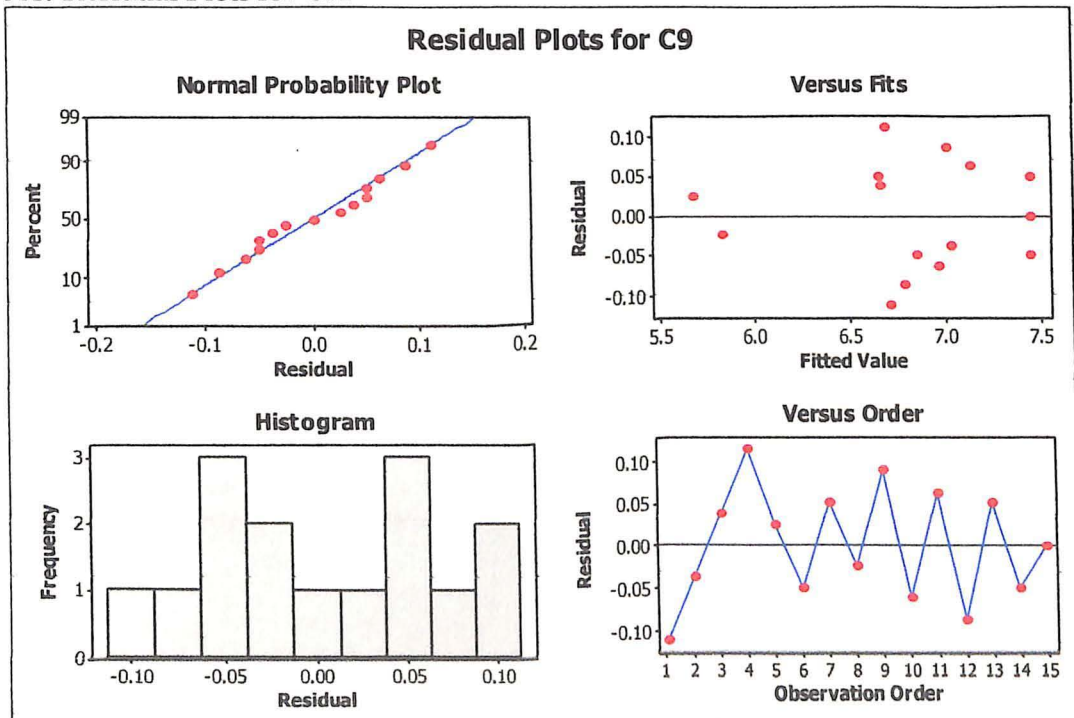 Residual Plots for C9
Normal Probability Plot
Percent
99
90
50
10
1
-0.2 -0.1 0.0 0.1 0.2
Residual
Versus Fits
Residual
0.10
0.05
0.00
-0.05
-0.10
5.5 6.0 6.5 7.0 7.5
Fitted Value
Histogram
Frequency
3
2
1
0
-0.10 -0.05 0.00 0.05 0.10
Residual
Versus Order
Residual
0.10
0.05
0.00
-0.05
-0.10
1 2 3 4 5 6 7 8 9 10 11 12 13 14 15
Observation Order